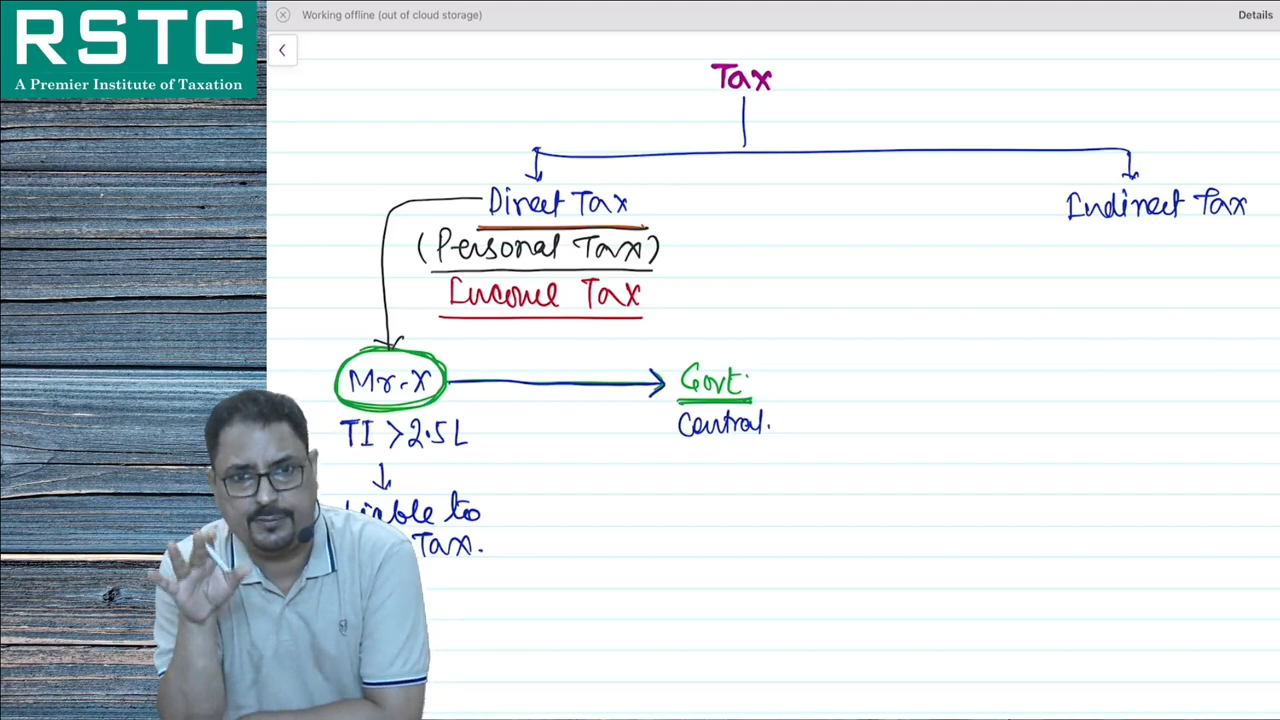 RSTC
A Premier Institute of Taxation
Working offline (out of cloud storage)
Details
Tax
Direct Tax
Indirect Tax
(Personal Tax)
Income Tax
Mr. X
Govt.
TI > 2.5 L
Central.
to
Tax.